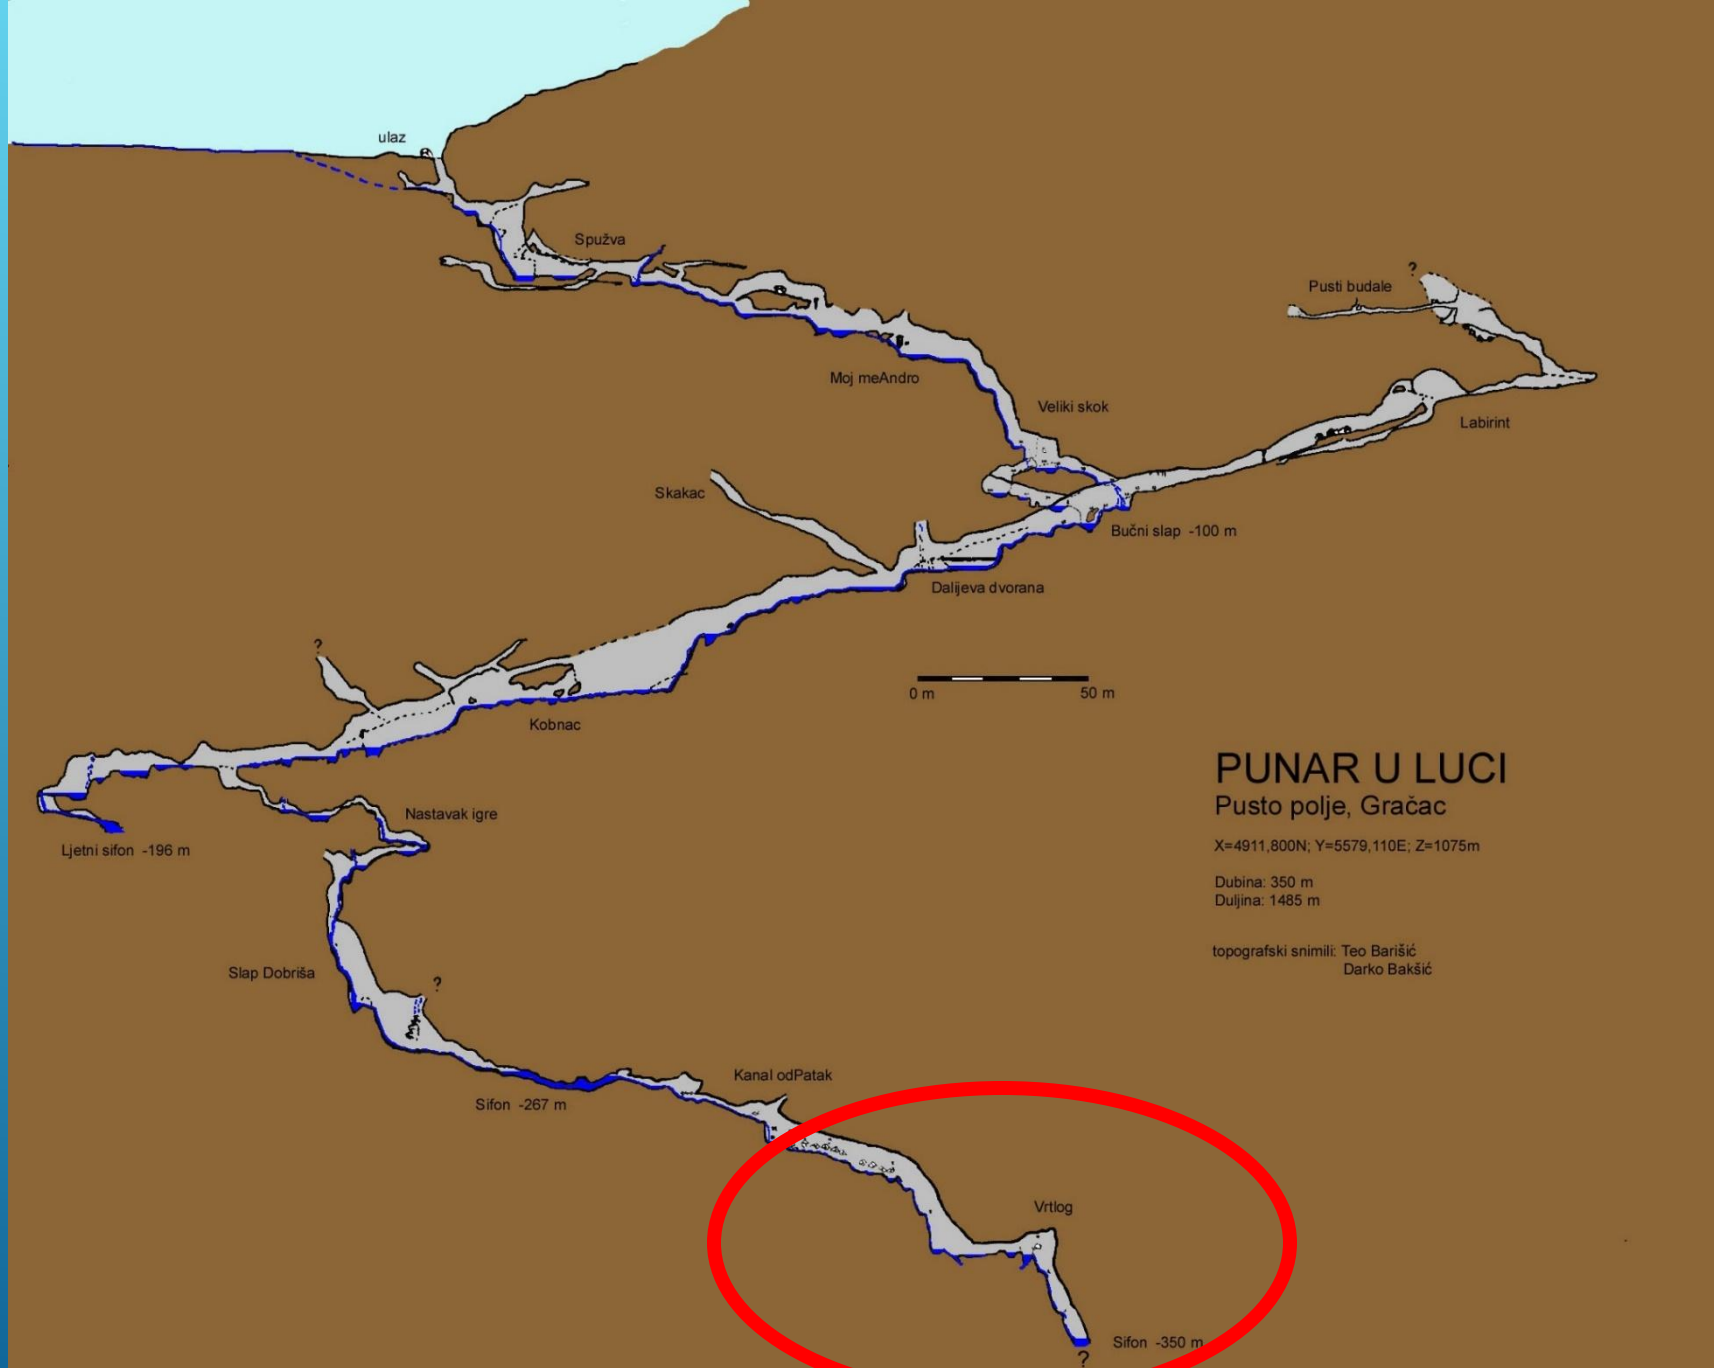 ulaz
Spužva
?
Pusti budale
Moj meAndro
Veliki skok
Labirint
Skakac
Bučni slap -100 m
Dalijeva dvorana
?
0 m 50 m
Kobnac
PUNAR U LUCI
Pusto polje, Gračac
X=4911,800N; Y=5579,110E; Z=1075m
Dubina: 350 m
Duljina: 1485 m
topografski snimili: Teo Barišić
Darko Bakšić
Nastavak igre
Ljetni sifon -196 m
Slap Dobriša
?
Kanal odPatak
Sifon -267 m
Vrtlog
Sifon -350 m
?